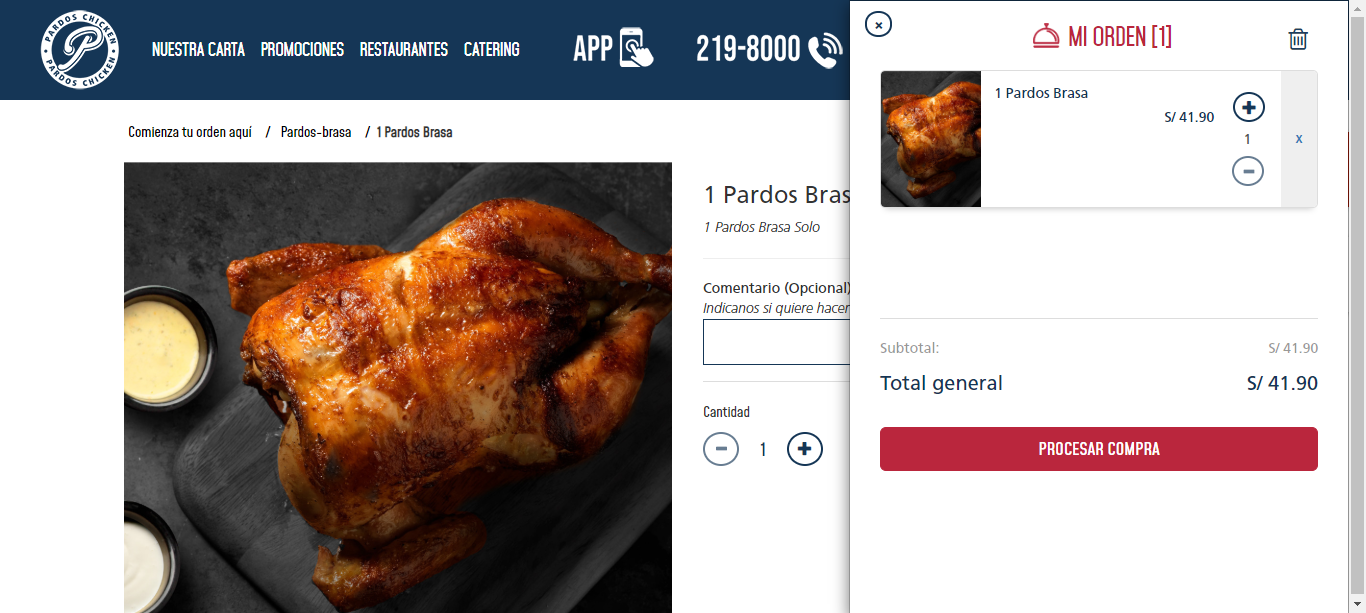 PARDOS CHICKEN
PARDOS CHICKEN
NUESTRA CARTA PROMOCIONES RESTAURANTES CATERING
APP
219-8000
Comienza tu orden aquí / Pardos-brasa / 1 Pardos Brasa
1 Pardos Bras
1 Pardos Brasa Solo
Comentario (Opcional)
Indicanos si quiere hacer
Cantidad
1
×
MI ORDEN [1]
1 Pardos Brasa
S/ 41.90
1
x
Subtotal: S/ 41.90
Total general S/ 41.90
PROCESAR COMPRA